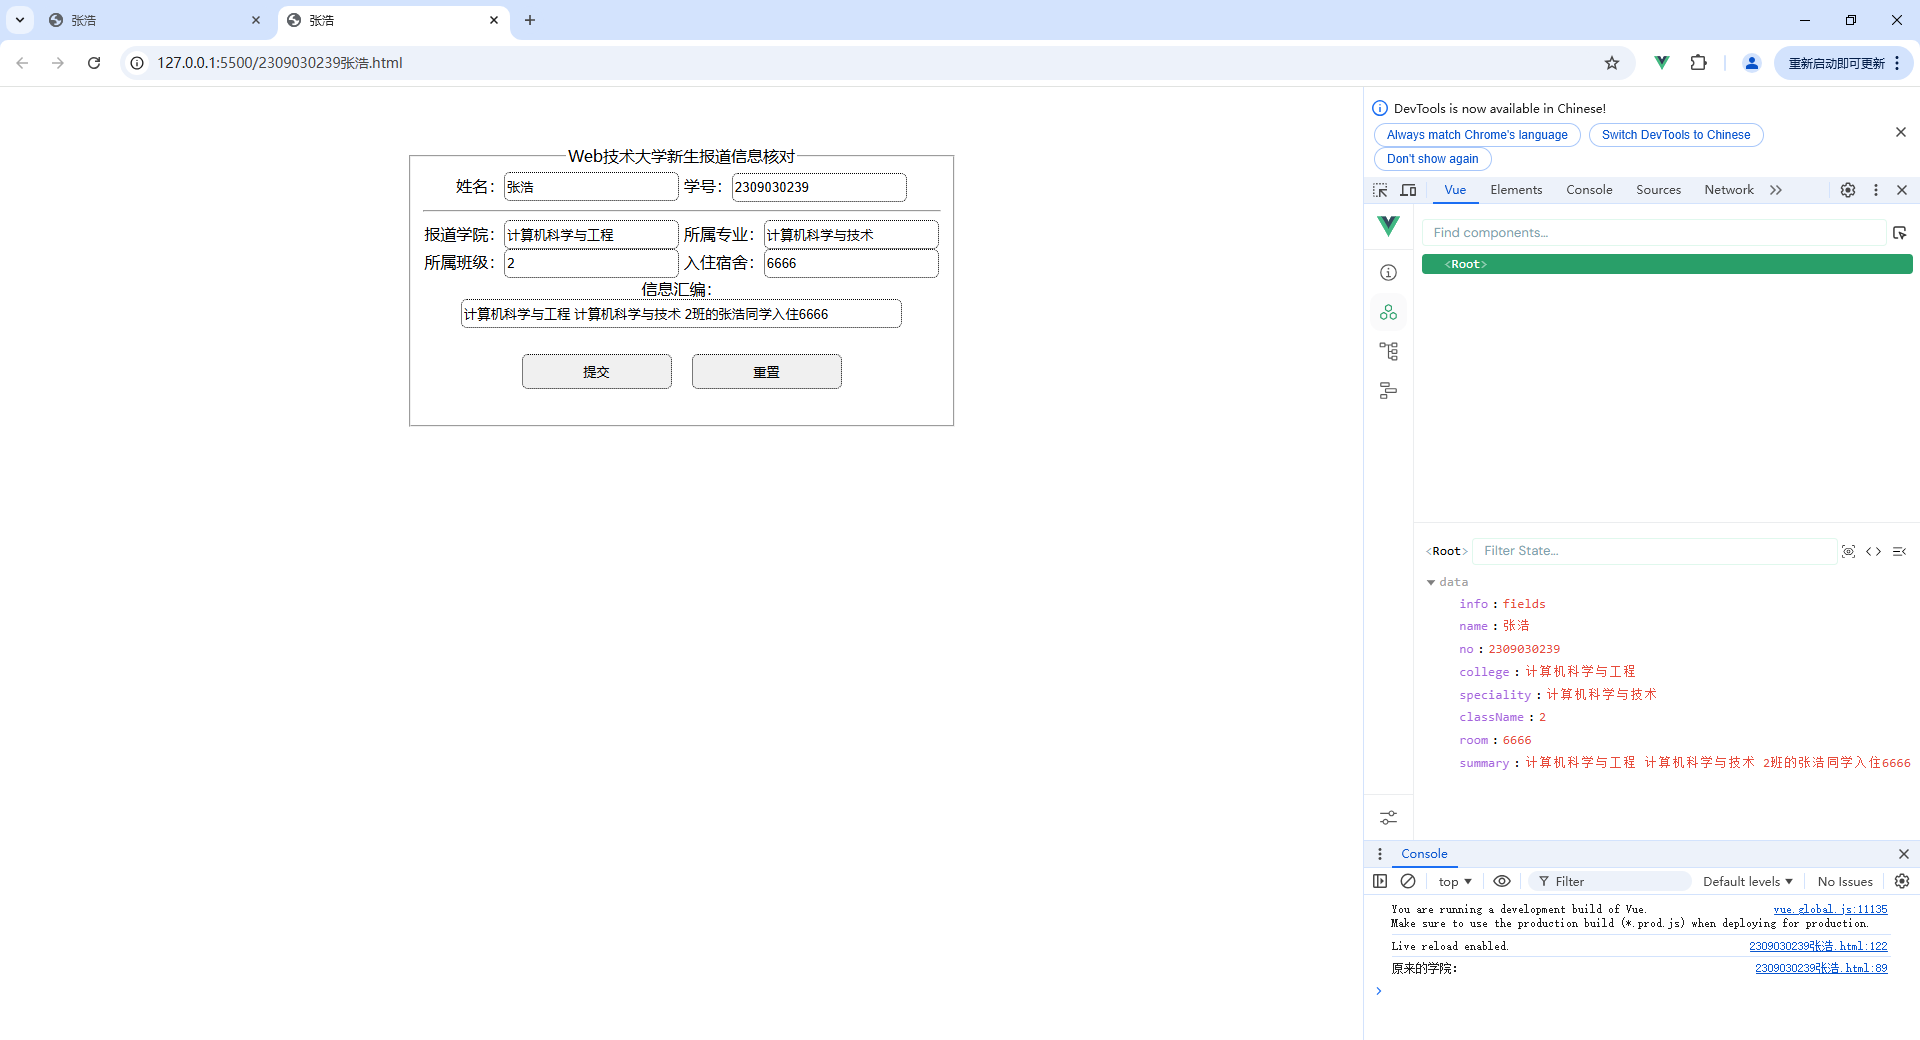 张浩
张浩
127.0.0.1:5500/2309030239张浩.html
重新启动即可更新
Web技术大学新生报道信息核对
姓名： 张浩 学号： 2309030239
报道学院： 计算机科学与工程 所属专业： 计算机科学与技术
所属班级： 2 入住宿舍： 6666
信息汇编：
计算机科学与工程 计算机科学与技术 2班的张浩同学入住6666
提交 重置
DevTools is now available in Chinese!
Always match Chrome's language Switch DevTools to Chinese
Don't show again
Vue Elements Console Sources Network
Find components...
<Root>
<Root> Filter State...
data
info : fields
name : 张浩
no : 2309030239
college : 计算机科学与工程
speciality : 计算机科学与技术
className : 2
room : 6666
summary : 计算机科学与工程 计算机科学与技术 2班的张浩同学入住6666
Console
top Filter Default levels No Issues
You are running a development build of Vue. vue.global.js:11135
Make sure to use the production build (*.prod.js) when deploying for production.
Live reload enabled. 2309030239张浩.html:122
原来的学院： 2309030239张浩.html:89